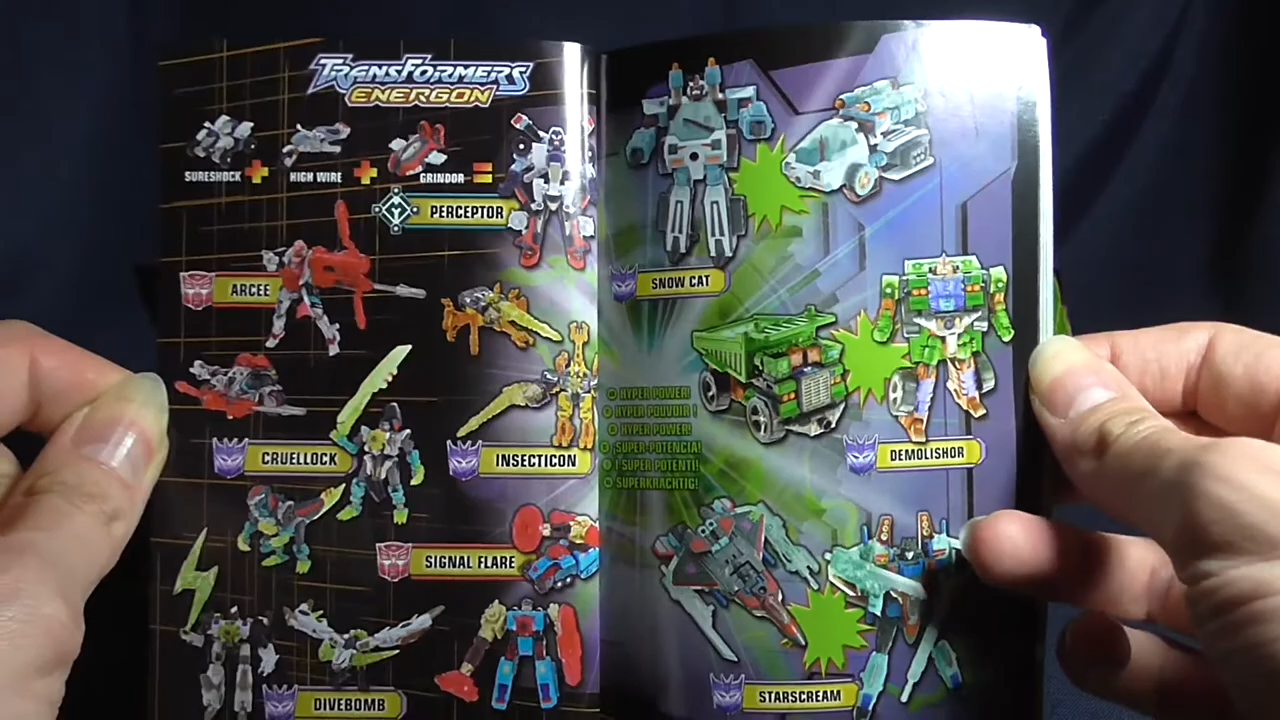 TRANSFORMERS
ENERGON
SURESHOCK + HIGH WIRE + GRINDOR =
PERCEPTOR
ARCEE
CRUELLOCK
INSECTICON
SIGNAL FLARE
DIVEBOMB
SNOW CAT
HYPER POWER!
HYPER POUVOIR !
HYPER POWER!
¡SUPER-POTENCIA!
I SUPER POTENTI!
SUPERKRACHTIG!
DEMOLISHOR
STARSCREAM